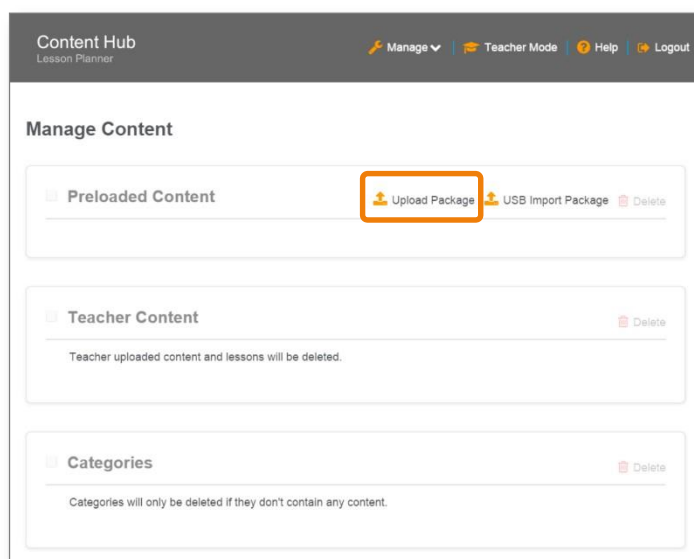 Content Hub
Lesson Planner
Manage
Teacher Mode
Help
Logout
Manage Content
Preloaded Content
Upload Package
USB Import Package
Delete
Teacher Content
Delete
Teacher uploaded content and lessons will be deleted.
Categories
Delete
Categories will only be deleted if they don't contain any content.